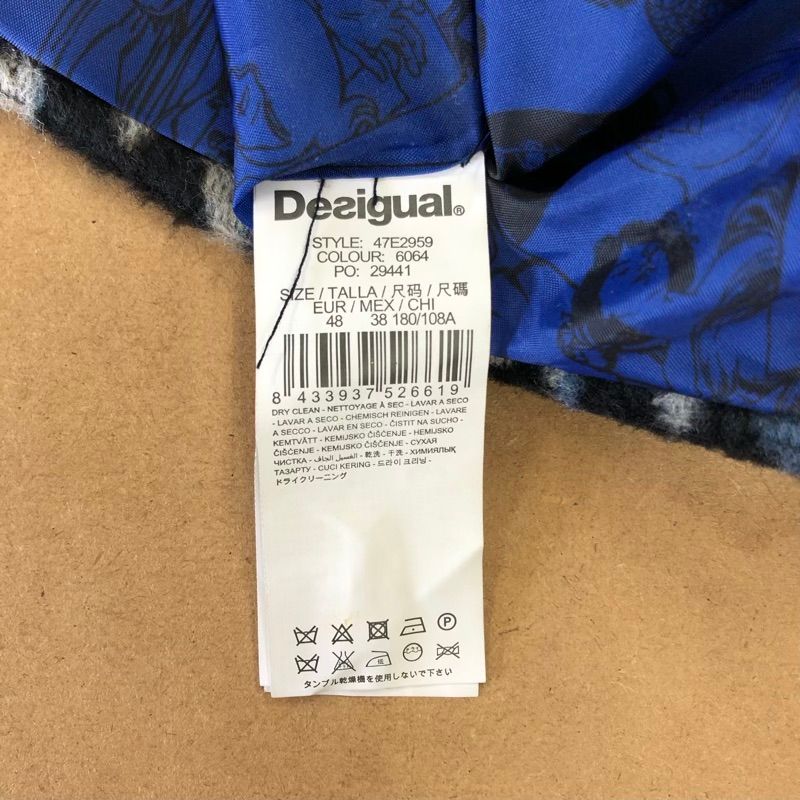 Desigual®
STYLE: 47E2959
COLOUR: 6064
PO: 29441
SIZE / TALLA / 尺码 / 尺碼
EUR / MEX / CHI
48 38 180/108A
8 433937 526619
DRY CLEAN - NETTOYAGE À SEC - LAVAR A SECO
- LAVAR A SECO - CHEMISCH REINIGEN - LAVARE
A SECCO - LAVAR EN SECO - ČISTIT NA SUCHO -
KEMTVÄTT - KEMIJSKO ČIŠČENJE - HEMIJSKO
ČIŠĆENJE - KEMIJSKO ČIŠĆENJE - СУХАЯ
ЧИСТКА - الغسيل الجاف - 乾洗 - 干洗 - ХИМИЯЛЫҚ
ТАЗАРТУ - CUCI KERING - 드라이 크리닝 -
ドライクリーニング
P
低
タンブル乾燥機を使用しないで下さい